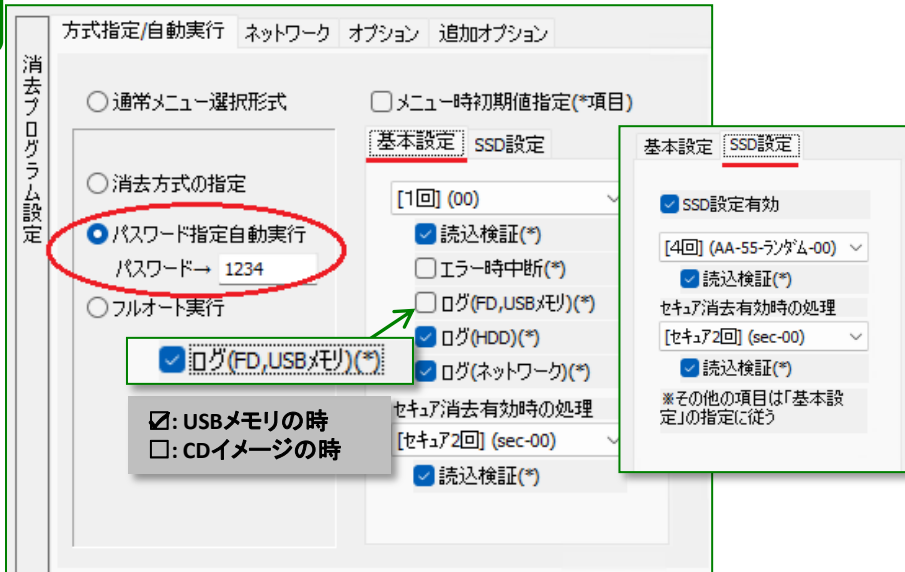 消去プログラム設定
方式指定/自動実行 ネットワーク オプション 追加オプション
通常メニュー選択形式
消去方式の指定
パスワード指定自動実行
パスワード→ 1234
フルオート実行
メニュー時初期値指定(*項目)
基本設定 SSD設定
[1回] (00)
読込検証(*)
エラー時中断(*)
ログ(FD,USBメモリ)(*)
ログ(HDD)(*)
ログ(ネットワーク)(*)
セキュア消去有効時の処理
[セキュア2回] (sec-00)
読込検証(*)
ログ(FD,USBメモリ)(*)
☑: USBメモリの時
☐: CDイメージの時
基本設定 SSD設定
SSD設定有効
[4回] (AA-55-ランダム-00)
読込検証(*)
セキュア消去有効時の処理
[セキュア2回] (sec-00)
読込検証(*)
※その他の項目は「基本設
定」の指定に従う